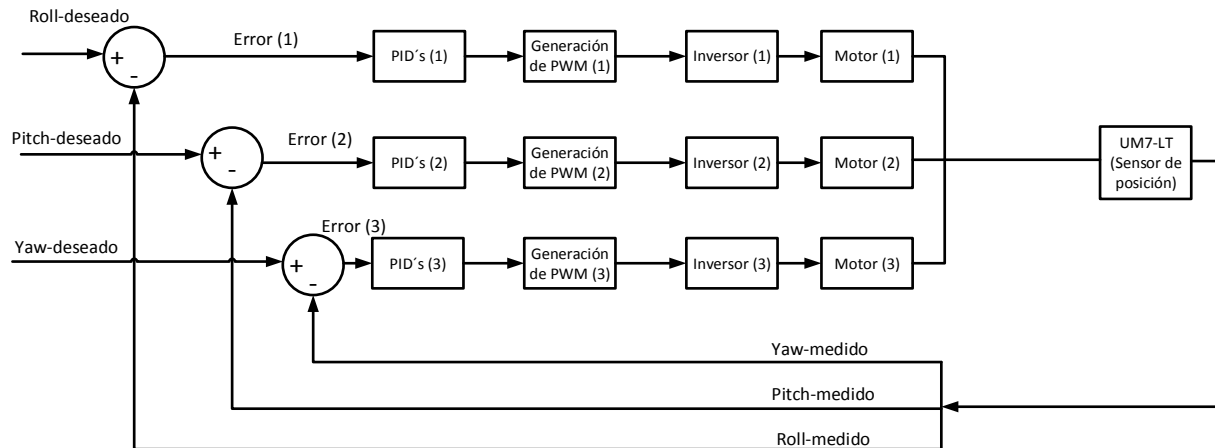 Roll-deseado
+
-
Error (1)
PID´s (1)
Generación
de PWM (1)
Inversor (1)
Motor (1)
Pitch-deseado
+
-
Error (2)
PID´s (2)
Generación
de PWM (2)
Inversor (2)
Motor (2)
UM7-LT
(Sensor de
posición)
Yaw-deseado
+
-
Error (3)
PID´s (3)
Generación
de PWM (3)
Inversor (3)
Motor (3)
Yaw-medido
Pitch-medido
Roll-medido